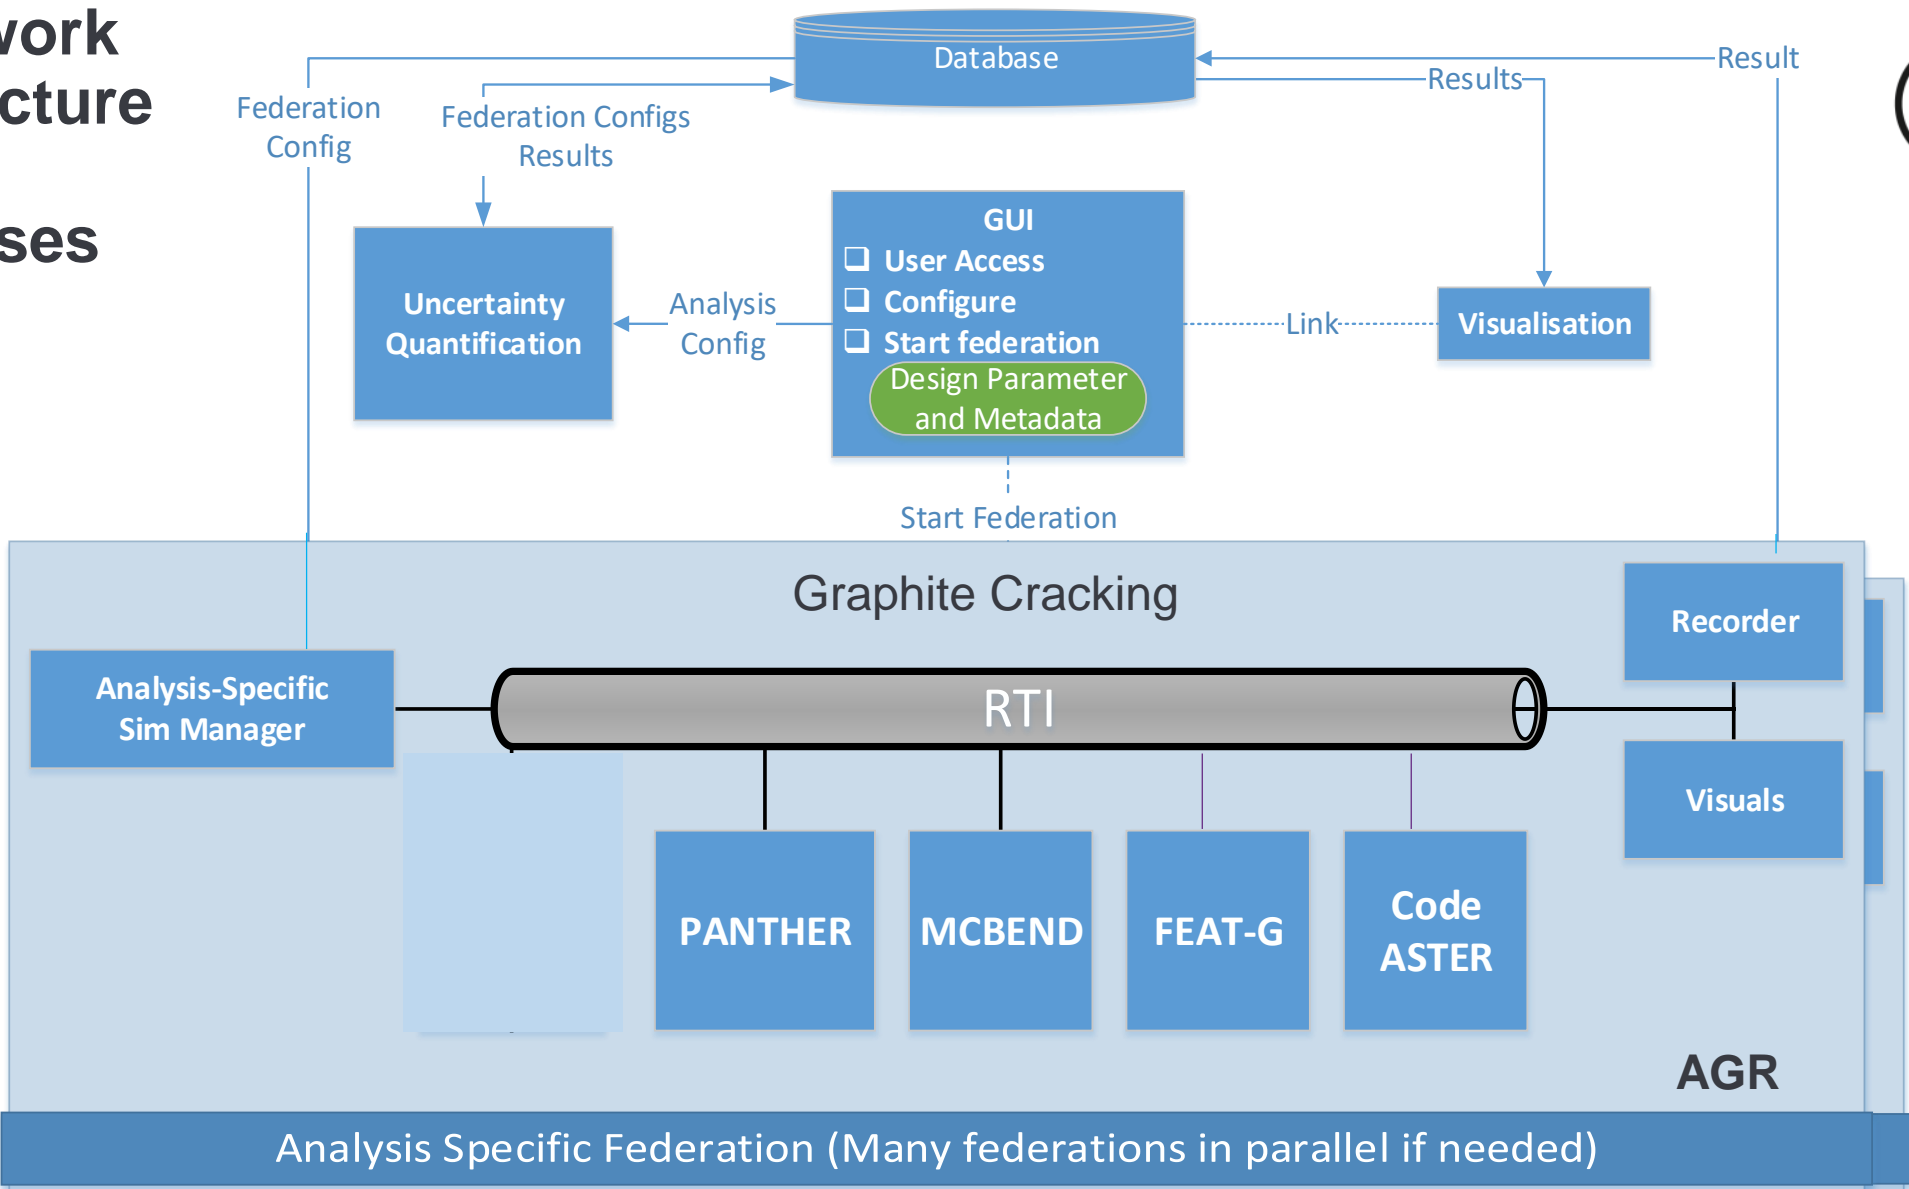 work
cture
ses
Database
Result
Results
Federation
Config
Federation Configs
Results
GUI
❑ User Access
❑ Configure
❑ Start federation
Design Parameter
and Metadata
Uncertainty
Quantification
Analysis
Config
Link
Visualisation
Start Federation
Graphite Cracking
Recorder
Analysis-Specific
Sim Manager
RTI
Visuals
PANTHER
MCBEND
FEAT-G
Code
ASTER
AGR
Analysis Specific Federation (Many federations in parallel if needed)